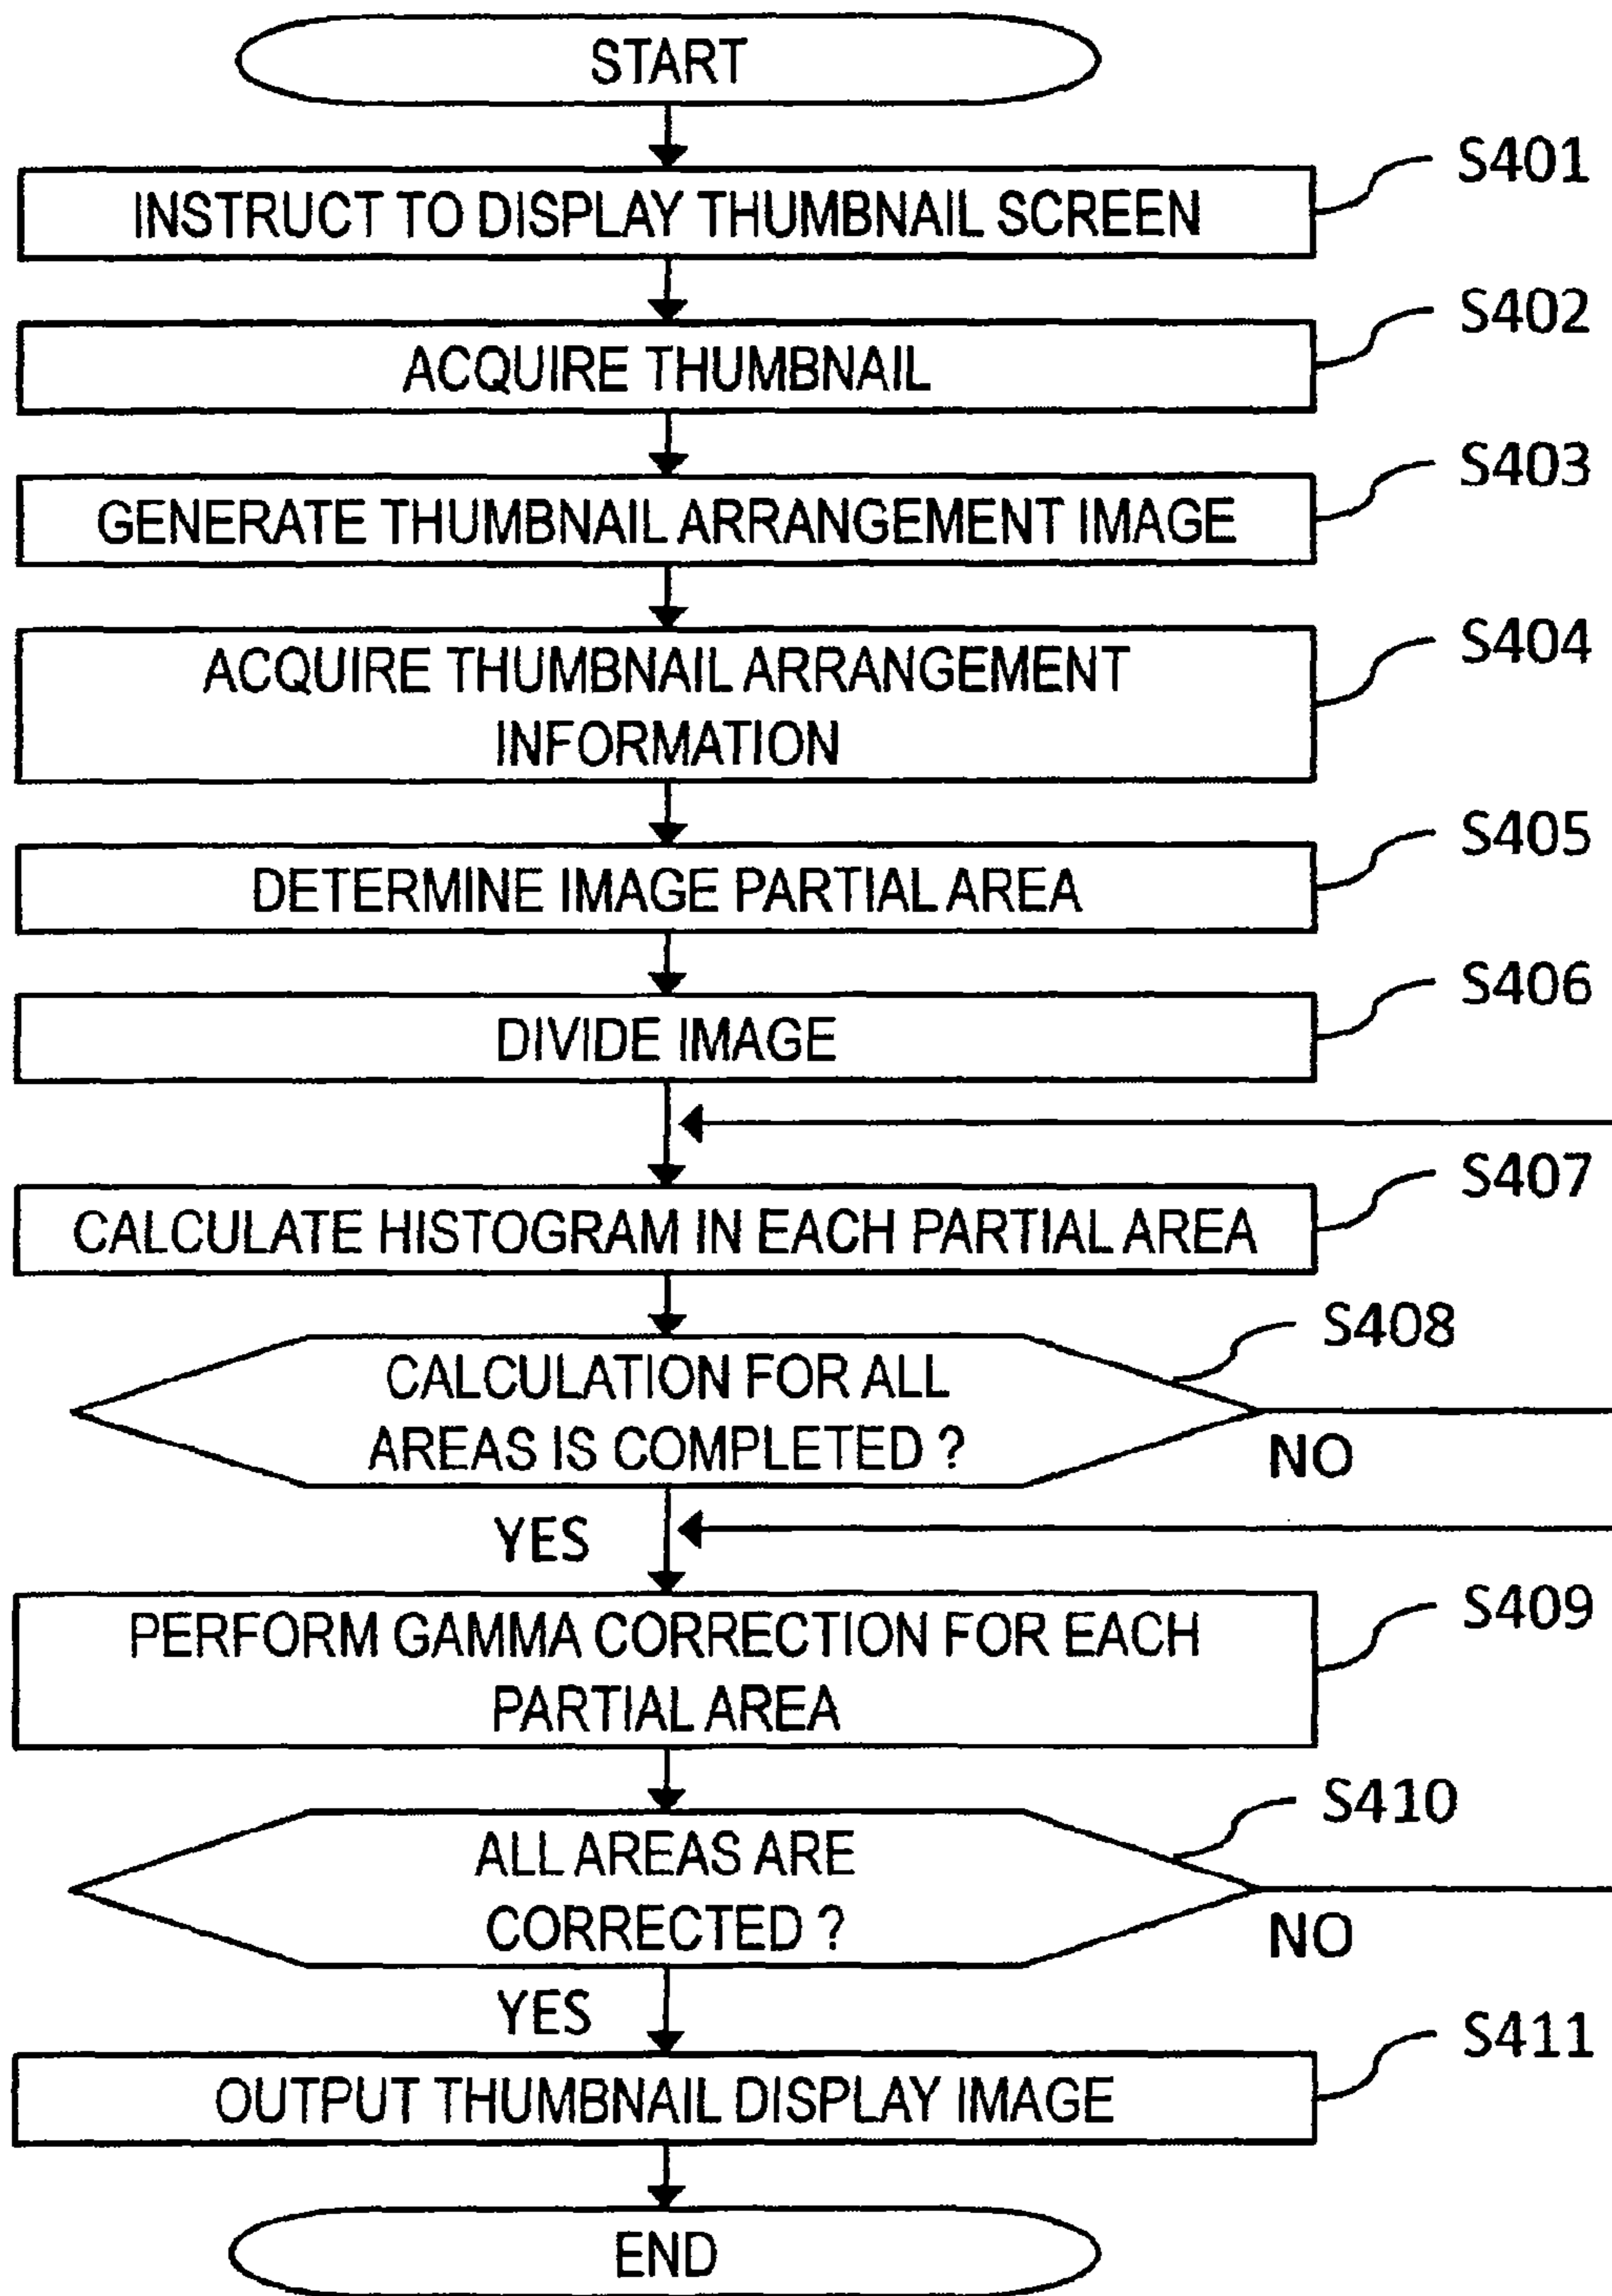 START
INSTRUCT TO DISPLAY THUMBNAIL SCREEN
S401
ACQUIRE THUMBNAIL
S402
GENERATE THUMBNAIL ARRANGEMENT IMAGE
S403
ACQUIRE THUMBNAIL ARRANGEMENT
INFORMATION
S404
DETERMINE IMAGE PARTIAL AREA
S405
DIVIDE IMAGE
S406
CALCULATE HISTOGRAM IN EACH PARTIAL AREA
S407
CALCULATION FOR ALL
AREAS IS COMPLETED ?
S408
NO
YES
PERFORM GAMMA CORRECTION FOR EACH
PARTIAL AREA
S409
ALL AREAS ARE
CORRECTED ?
S410
NO
YES
OUTPUT THUMBNAIL DISPLAY IMAGE
S411
END